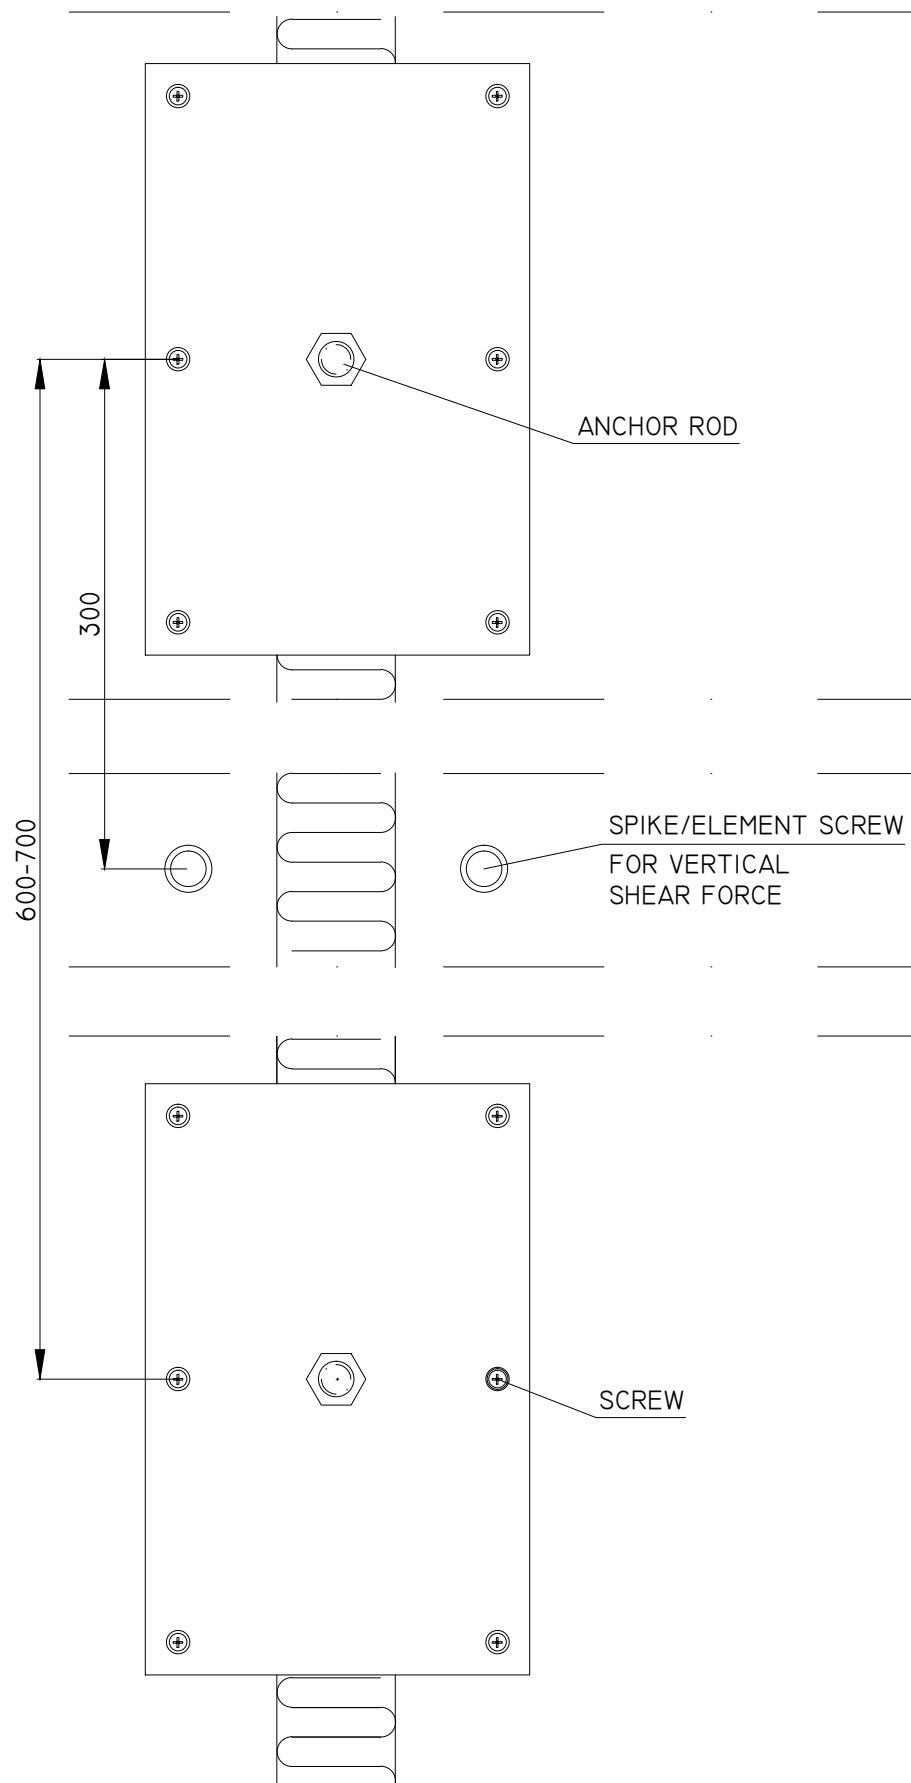 ANCHOR ROD
300
600-700
SPIKE/ELEMENT SCREW
FOR VERTICAL
SHEAR FORCE
SCREW